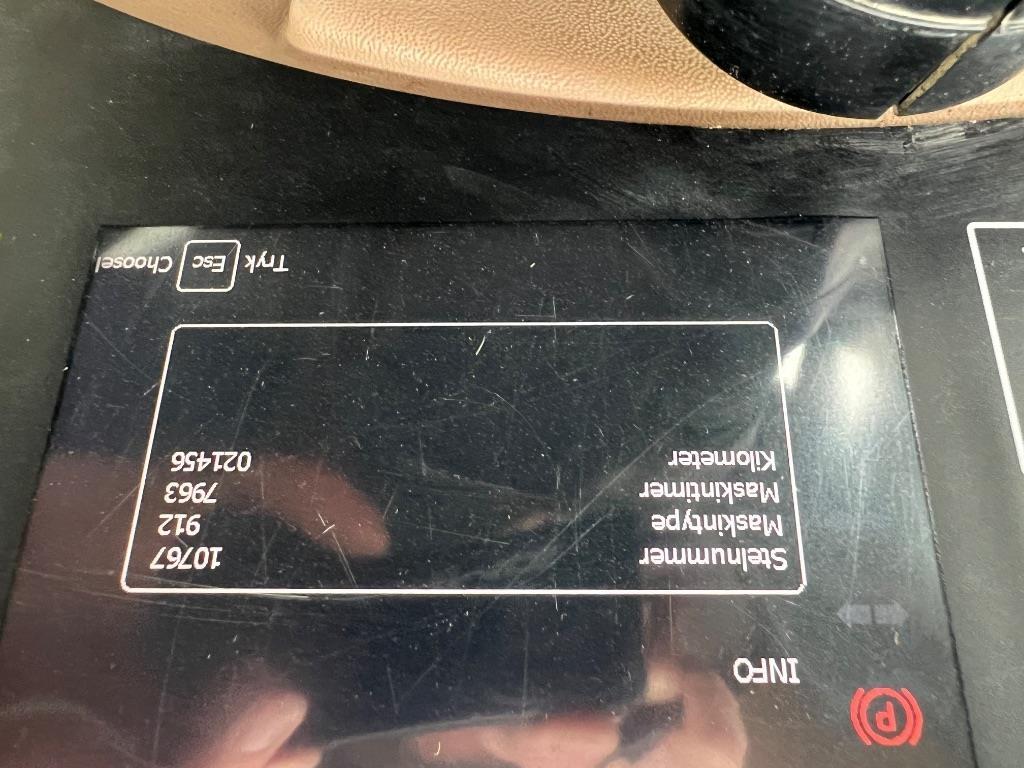 P
INFO
Stelnummer 10767
Maskintype 912
Maskintimer 7963
Kilometer 021456
Tryk Esc Choose!